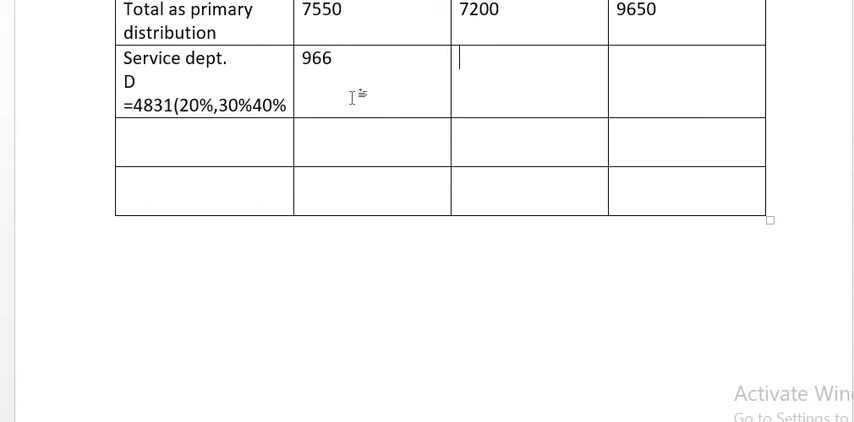 Total as primary
distribution
7550
7200
9650
Service dept.
D
=4831(20%,30%40%
966
Activate Win
Go to Settings to